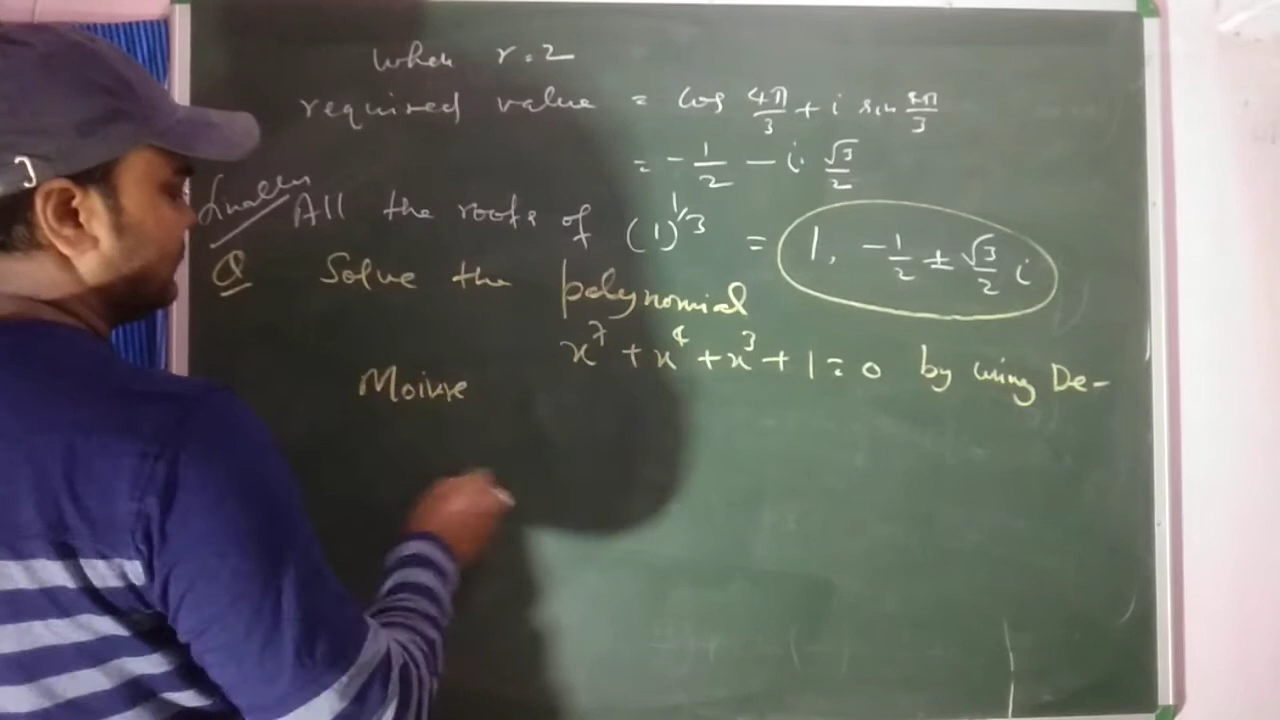 when r=2
required value = cos 4π/3 + i sin 4π/3
= -1/2 - i √3/2
Finally All the roots of (1)^1/3 = 1, -1/2 ± √3/2 i
Q Solve the polynomial
x^7 + x^4 + x^3 + 1 = 0 by using De-
Moivre